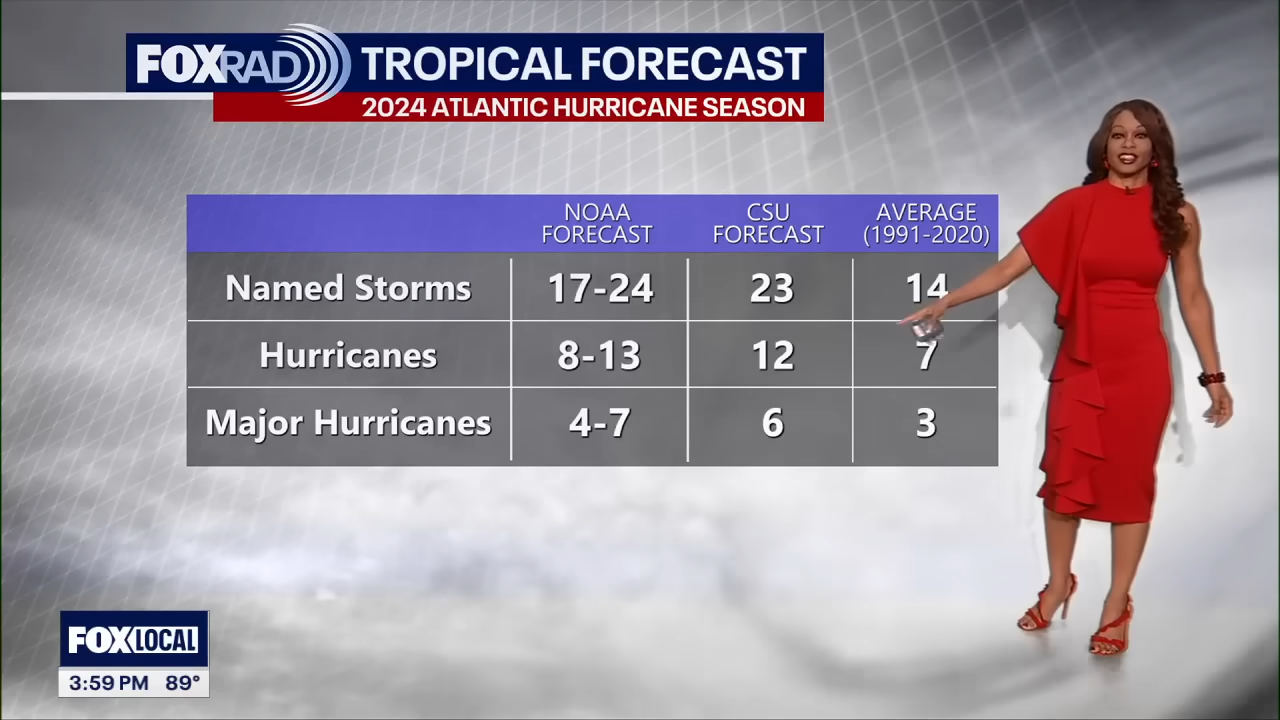 FOXRAD TROPICAL FORECAST
2024 ATLANTIC HURRICANE SEASON
NOAA FORECAST CSU FORECAST AVERAGE (1991-2020)
Named Storms 17-24 23 14
Hurricanes 8-13 12 7
Major Hurricanes 4-7 6 3
FOX LOCAL
3:59 PM 89°